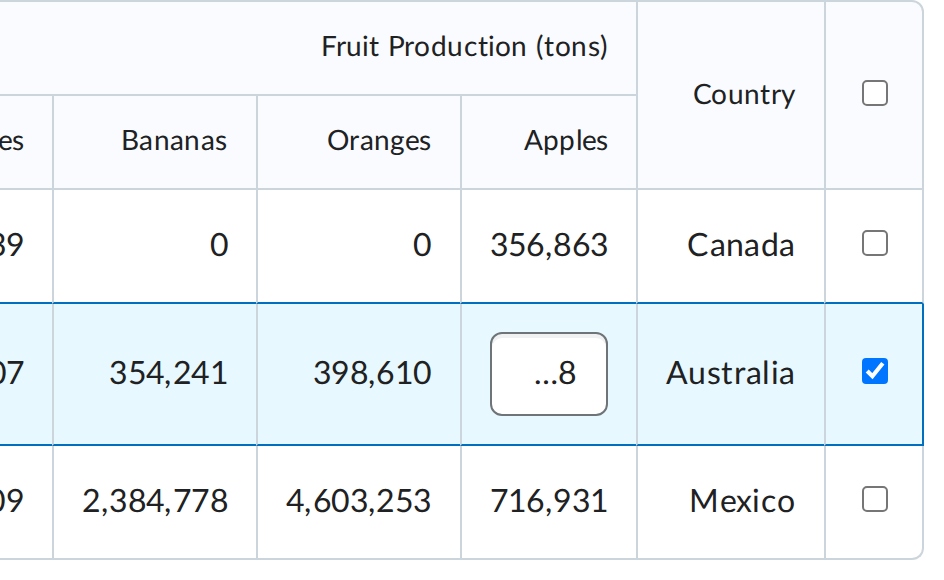 Fruit Production (tons)
Country
es Bananas Oranges Apples
39 0 0 356,863 Canada
07 354,241 398,610 ...8 Australia
09 2,384,778 4,603,253 716,931 Mexico